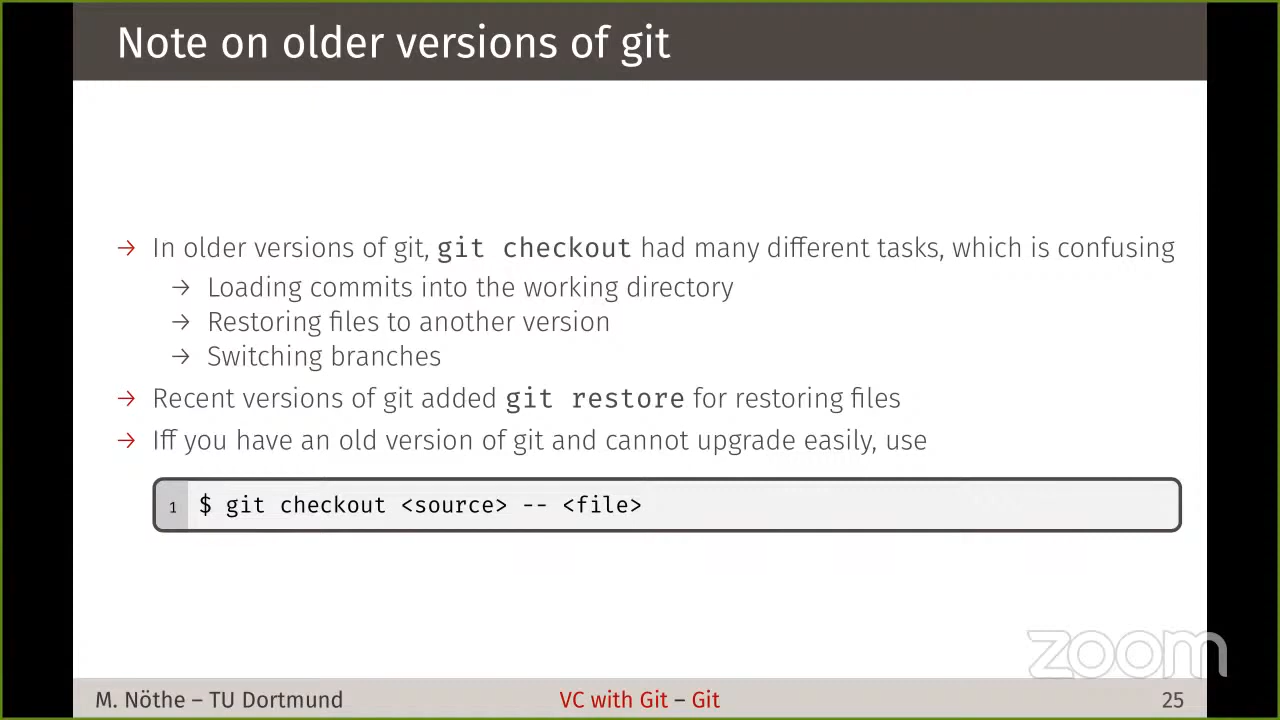 Note on older versions of git
→ In older versions of git, git checkout had many different tasks, which is confusing
→ Loading commits into the working directory
→ Restoring files to another version
→ Switching branches
→ Recent versions of git added git restore for restoring files
→ Iff you have an old version of git and cannot upgrade easily, use
1 $ git checkout <source> -- <file>
zoom
M. Nöthe – TU Dortmund VC with Git – Git 25